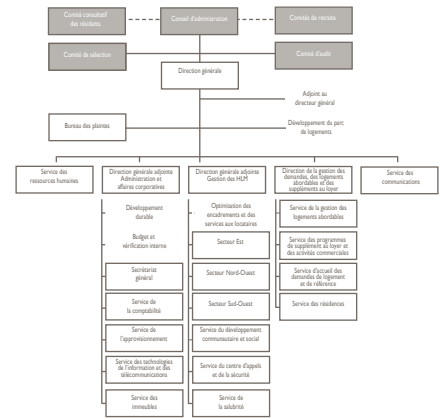 Comité consultatif
des résidents
Conseil d'administration
Comités de retraite
Comité de sélection
Comité d'audit
Direction générale
Adjoint au
directeur général
Bureau des plaintes
Développement du parc
de logements
Service des
ressources humaines
Direction générale adjointe
Administration et
affaires corporatives
Direction générale adjointe
Gestion des HLM
Direction de la gestion des
demandes, des logements
abordables et des
suppléments au loyer
Service des
communications
Développement
durable
Budget et
vérification interne
Secrétariat
général
Service de
la comptabilité
Service de
l'approvisionnement
Service des technologies
de l'information et des
télécommunications
Service des
immeubles
Optimisation des
encadrements et des
services aux locataires
Secteur Est
Secteur Nord-Ouest
Secteur Sud-Ouest
Service du développement
communautaire et social
Service du centre d'appels
et de la sécurité
Service de
la salubrité
Service de la gestion des
logements abordables
Service des programmes
de supplément au loyer et
des activités commerciales
Service d'accueil des
demandes de logement
et de référence
Service des résidences